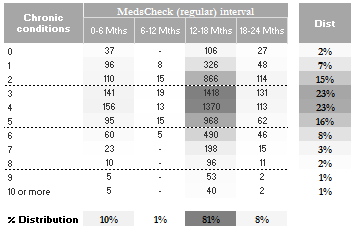 Chronic conditions MedsCheck (regular) interval Dist
0-6 Mths 6-12 Mths 12-18 Mths 18-24 Mths
0 37 - 106 27 2%
1 96 8 326 48 7%
2 110 15 866 114 15%
3 141 19 1418 131 23%
4 156 13 1370 113 23%
5 95 15 968 62 16%
6 60 5 490 46 8%
7 23 - 198 15 3%
8 10 - 96 11 2%
9 5 - 53 2 1%
10 or more 5 - 40 2 1%
% Distribution 10% 1% 81% 8%